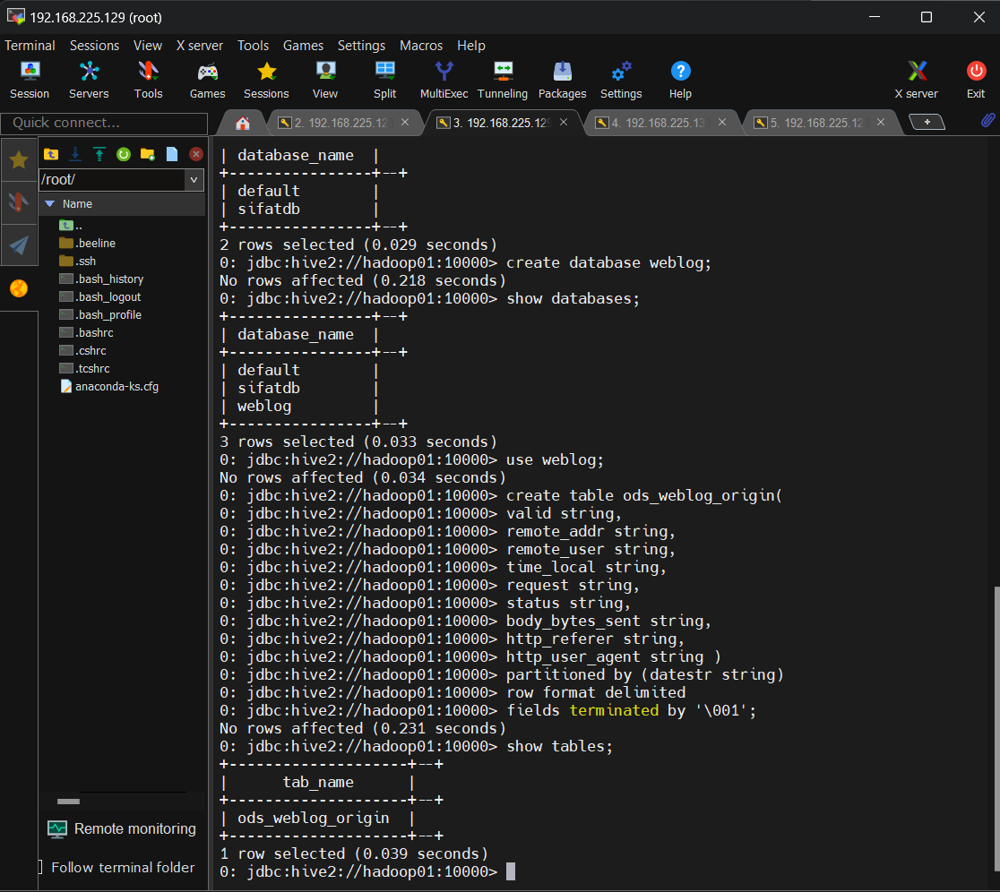 192.168.225.129 (root)
Terminal Sessions View X server Tools Games Settings Macros Help
Session Servers Tools Games Sessions View Split MultiExec Tunneling Packages Settings Help X server Exit
Quick connect...
2. 192.168.225.12
3. 192.168.225.129
4. 192.168.225.13
5. 192.168.225.12
/root/
Name
..
.beeline
.ssh
.bash_history
.bash_logout
.bash_profile
.bashrc
.cshrc
.tcshrc
anaconda-ks.cfg
Remote monitoring
Follow terminal folder
| database_name  |
+----------------+--+
| default        |
| sifatdb        |
+----------------+--+
2 rows selected (0.029 seconds)
0: jdbc:hive2://hadoop01:10000> create database weblog;
No rows affected (0.218 seconds)
0: jdbc:hive2://hadoop01:10000> show databases;
+----------------+--+
| database_name  |
+----------------+--+
| default        |
| sifatdb        |
| weblog         |
+----------------+--+
3 rows selected (0.033 seconds)
0: jdbc:hive2://hadoop01:10000> use weblog;
No rows affected (0.034 seconds)
0: jdbc:hive2://hadoop01:10000> create table ods_weblog_origin(
0: jdbc:hive2://hadoop01:10000> valid string,
0: jdbc:hive2://hadoop01:10000> remote_addr string,
0: jdbc:hive2://hadoop01:10000> remote_user string,
0: jdbc:hive2://hadoop01:10000> time_local string,
0: jdbc:hive2://hadoop01:10000> request string,
0: jdbc:hive2://hadoop01:10000> status string,
0: jdbc:hive2://hadoop01:10000> body_bytes_sent string,
0: jdbc:hive2://hadoop01:10000> http_referer string,
0: jdbc:hive2://hadoop01:10000> http_user_agent string )
0: jdbc:hive2://hadoop01:10000> partitioned by (datestr string)
0: jdbc:hive2://hadoop01:10000> row format delimited
0: jdbc:hive2://hadoop01:10000> fields terminated by '\001';
No rows affected (0.231 seconds)
0: jdbc:hive2://hadoop01:10000> show tables;
+--------------------+--+
|      tab_name      |
+--------------------+--+
| ods_weblog_origin  |
+--------------------+--+
1 row selected (0.039 seconds)
0: jdbc:hive2://hadoop01:10000>